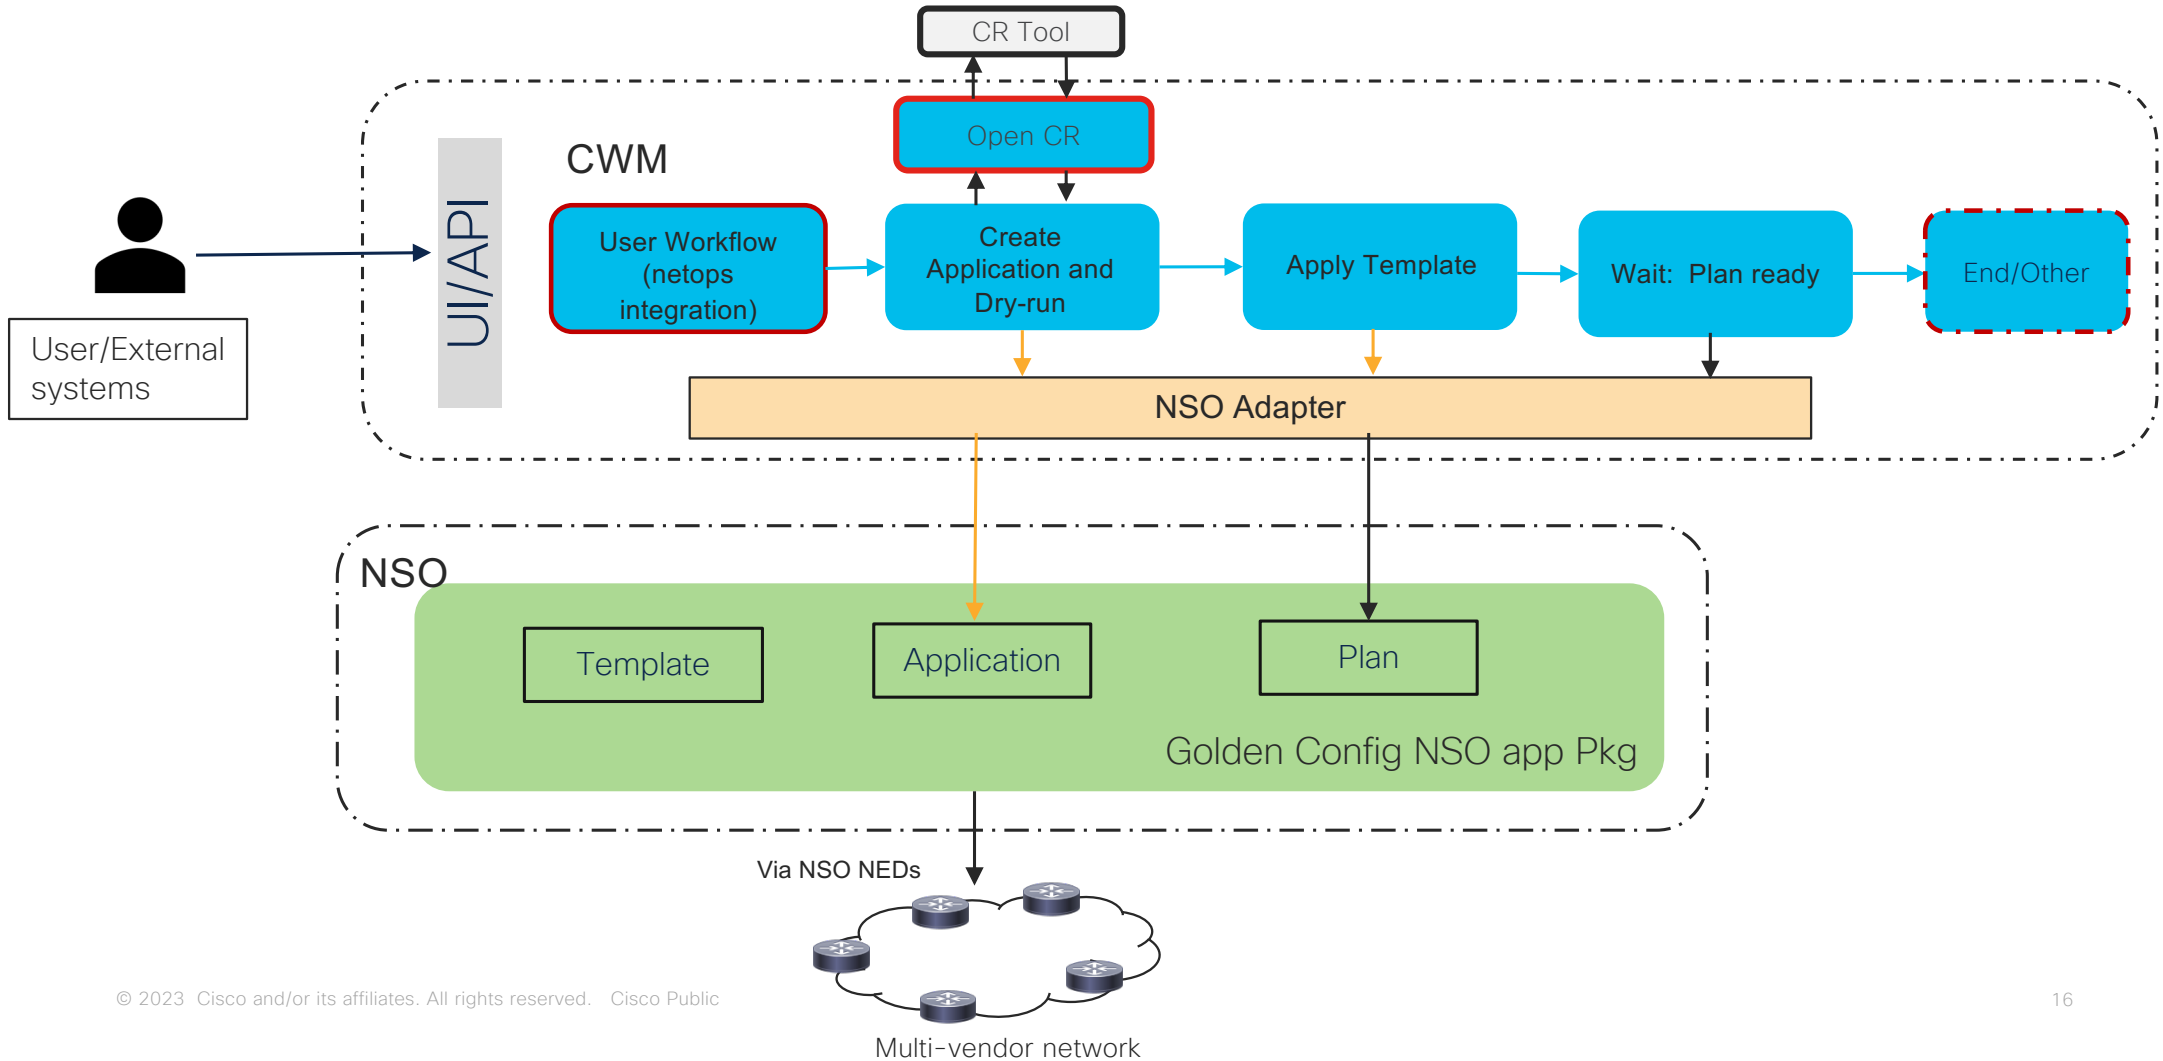 CR Tool
Open CR
CWM
UI/API
User Workflow
(netops
integration)
Create
Application and
Dry-run
Apply Template
Wait:  Plan ready
End/Other
User/External
systems
NSO Adapter
NSO
Template
Application
Plan
Golden Config NSO app Pkg
Via NSO NEDs
© 2023  Cisco and/or its affiliates. All rights reserved.   Cisco Public
16
Multi-vendor network